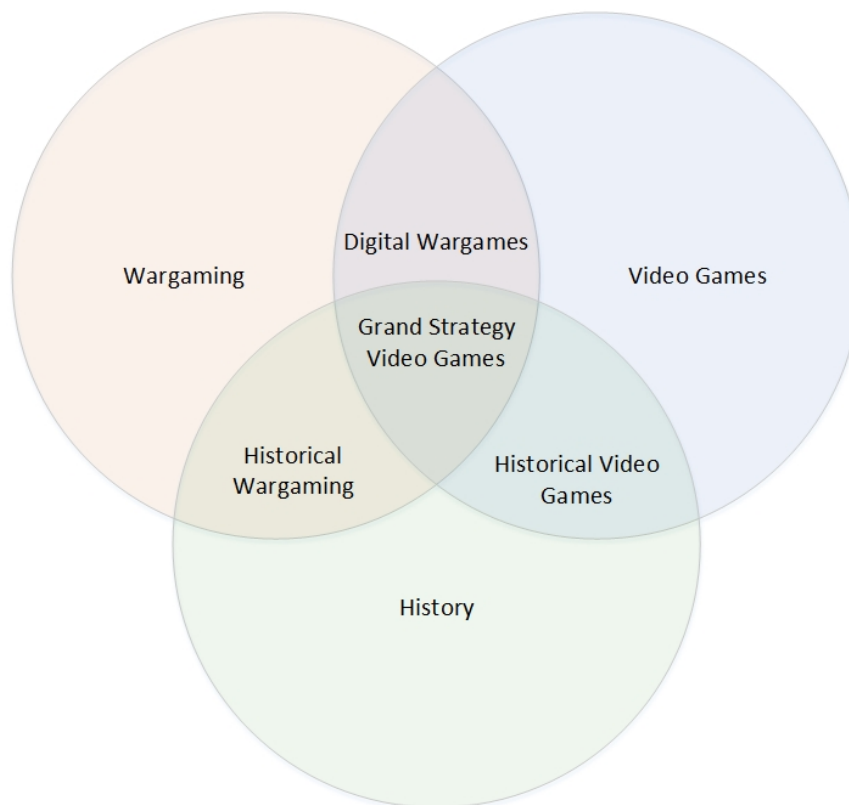 Digital Wargames
Wargaming
Video Games
Grand Strategy
Video Games
Historical
Wargaming
Historical Video
Games
History